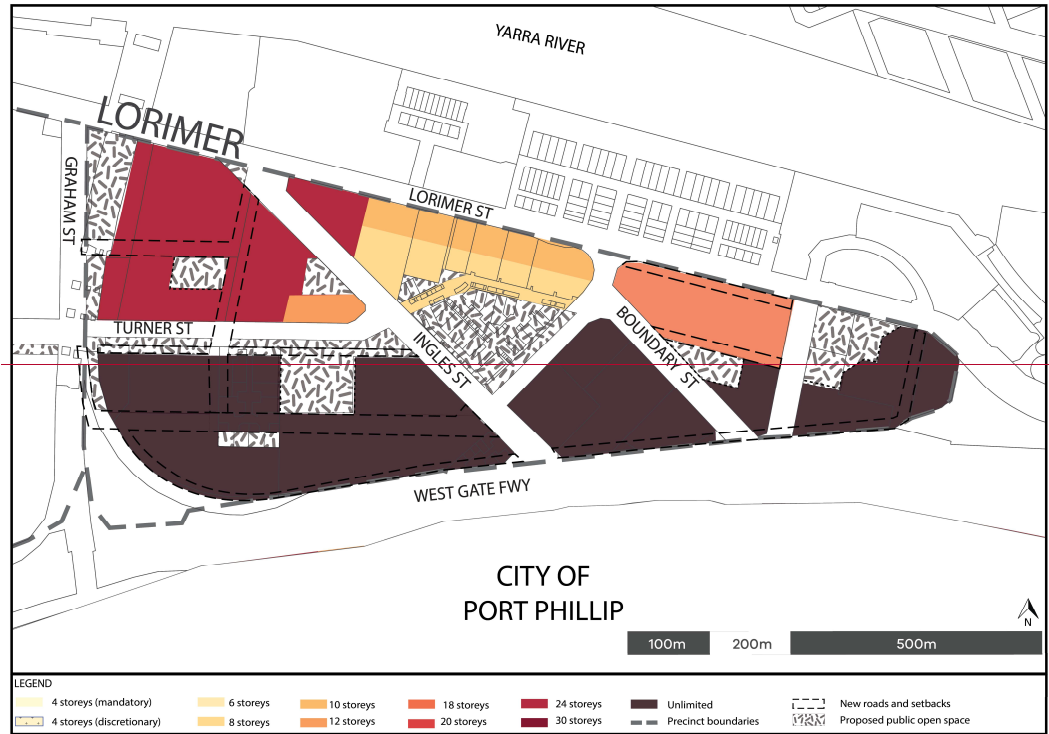 YARRA RIVER
LORIMER
GRAHAM ST
LORIMER ST
TURNER ST
INGLES ST
BOUNDARY ST
WEST GATE FWY
CITY OF
PORT PHILLIP
N
100m 200m 500m
LEGEND
4 storeys (mandatory) 6 storeys 10 storeys 18 storeys 24 storeys Unlimited New roads and setbacks
4 storeys (discretionary) 8 storeys 12 storeys 20 storeys 30 storeys Precinct boundaries Proposed public open space